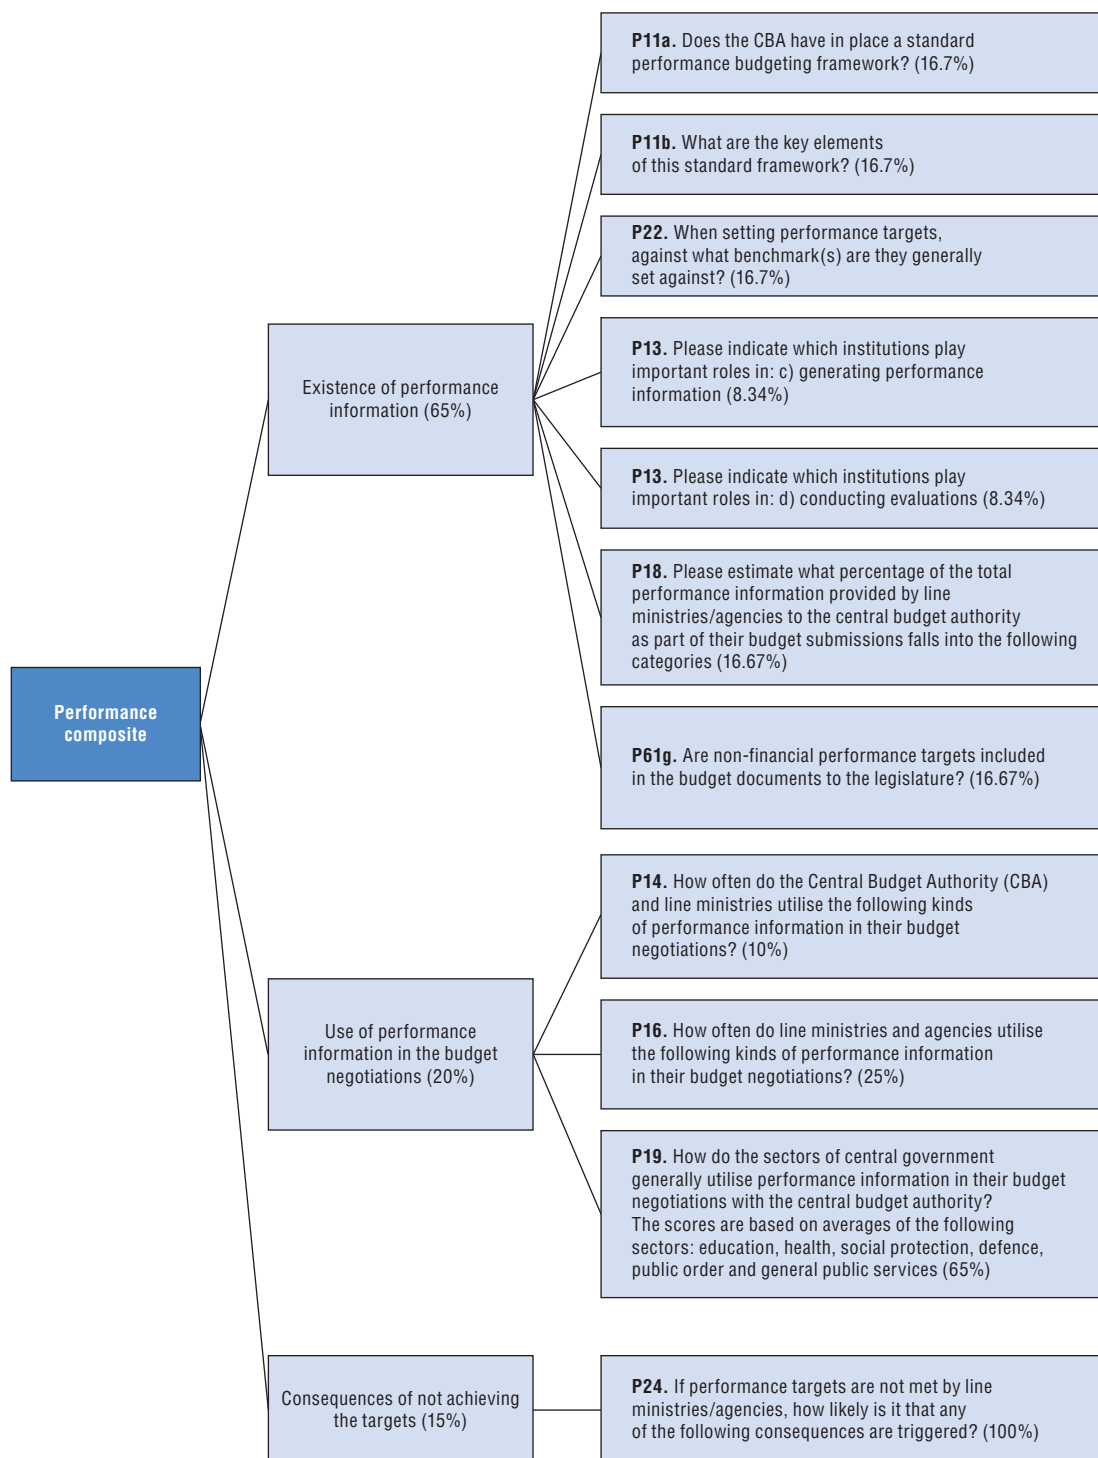 P11a. Does the CBA have in place a standard
performance budgeting framework? (16.7%)
P11b. What are the key elements
of this standard framework? (16.7%)
P22. When setting performance targets,
against what benchmark(s) are they generally
set against? (16.7%)
Existence of performance
information (65%)
P13. Please indicate which institutions play
important roles in: c) generating performance
information (8.34%)
P13. Please indicate which institutions play
important roles in: d) conducting evaluations (8.34%)
P18. Please estimate what percentage of the total
performance information provided by line
ministries/agencies to the central budget authority
as part of their budget submissions falls into the following
categories (16.67%)
Performance
composite
P61g. Are non-financial performance targets included
in the budget documents to the legislature? (16.67%)
P14. How often do the Central Budget Authority (CBA)
and line ministries utilise the following kinds
of performance information in their budget
negotiations? (10%)
Use of performance
information in the budget
negotiations (20%)
P16. How often do line ministries and agencies utilise
the following kinds of performance information
in their budget negotiations? (25%)
P19. How do the sectors of central government
generally utilise performance information in their budget
negotiations with the central budget authority?
The scores are based on averages of the following
sectors: education, health, social protection, defence,
public order and general public services (65%)
Consequences of not achieving
the targets (15%)
P24. If performance targets are not met by line
ministries/agencies, how likely is it that any
of the following consequences are triggered? (100%)